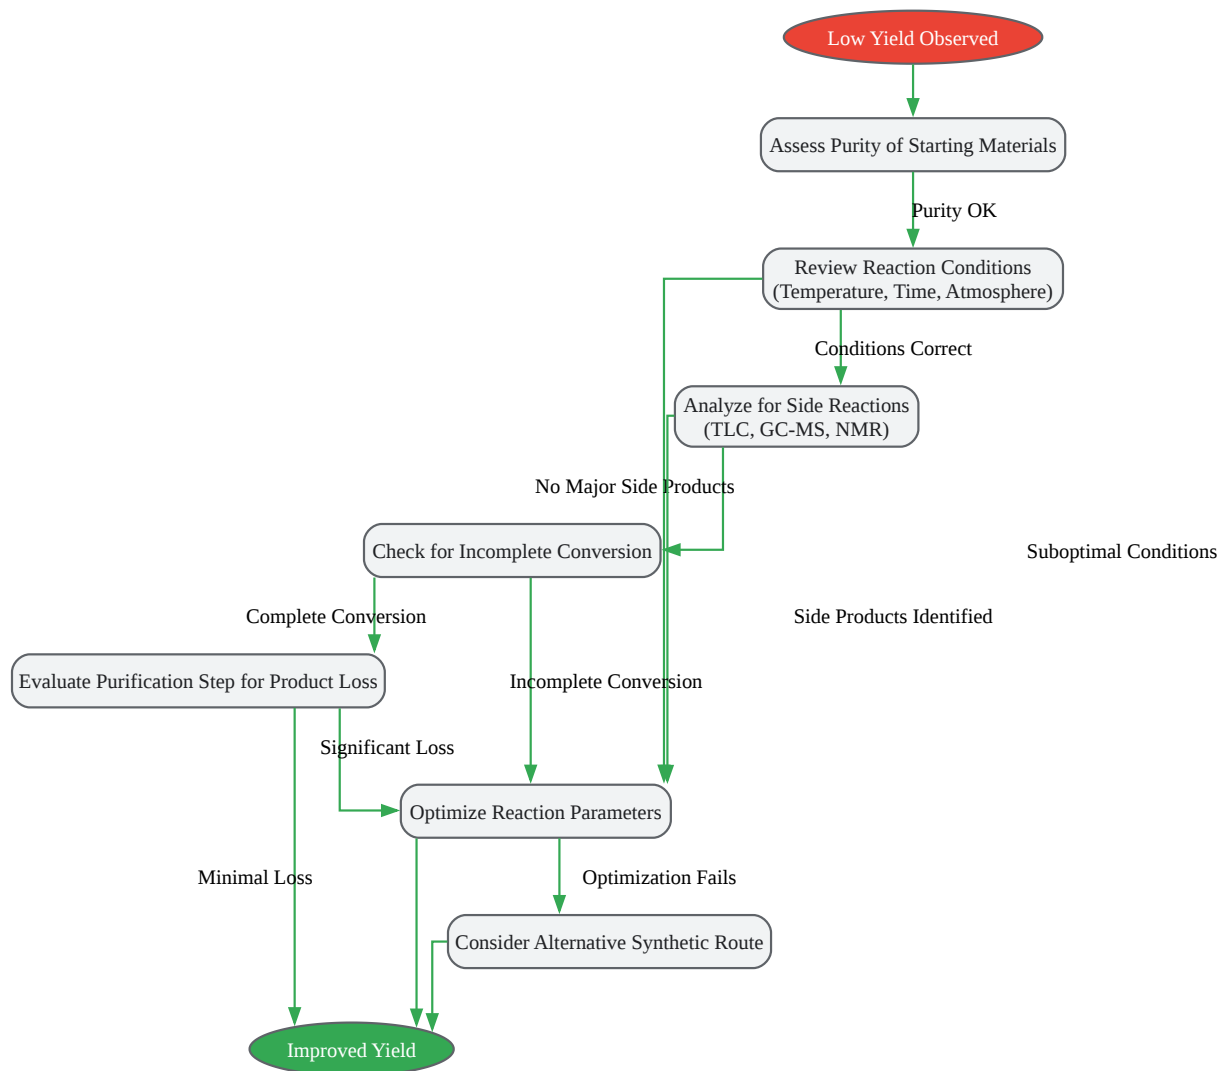 Low Yield Observed
Assess Purity of Starting Materials
Purity OK
Review Reaction Conditions
(Temperature, Time, Atmosphere)
Conditions Correct
Analyze for Side Reactions
(TLC, GC-MS, NMR)
No Major Side Products
Check for Incomplete Conversion
Suboptimal Conditions
Complete Conversion
Side Products Identified
Evaluate Purification Step for Product Loss
Incomplete Conversion
Significant Loss
Optimize Reaction Parameters
Minimal Loss
Optimization Fails
Consider Alternative Synthetic Route
Improved Yield